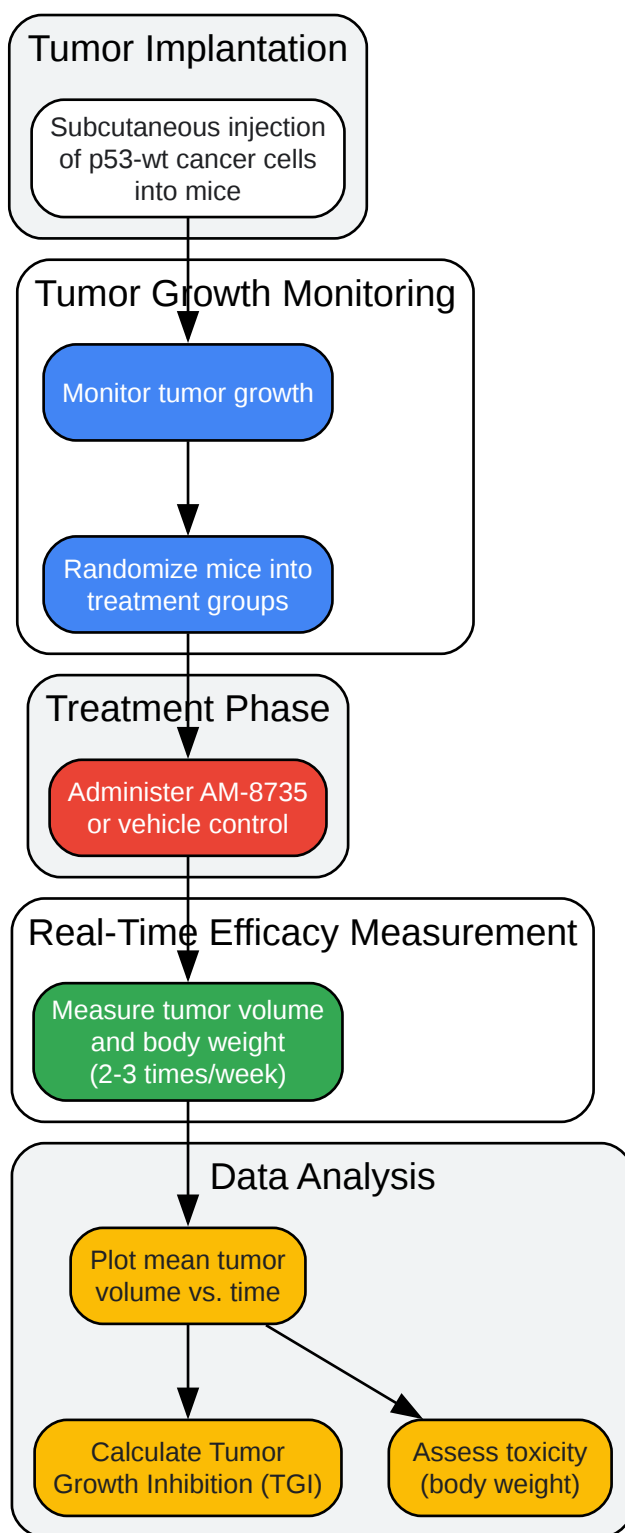 Tumor Implantation
Subcutaneous injection
of p53-wt cancer cells
into mice
Tumor Growth Monitoring
Monitor tumor growth
Randomize mice into
treatment groups
Treatment Phase
Administer AM-8735
or vehicle control
Real-Time Efficacy Measurement
Measure tumor volume
and body weight
(2-3 times/week)
Data Analysis
Plot mean tumor
volume vs. time
Calculate Tumor
Growth Inhibition (TGI)
Assess toxicity
(body weight)